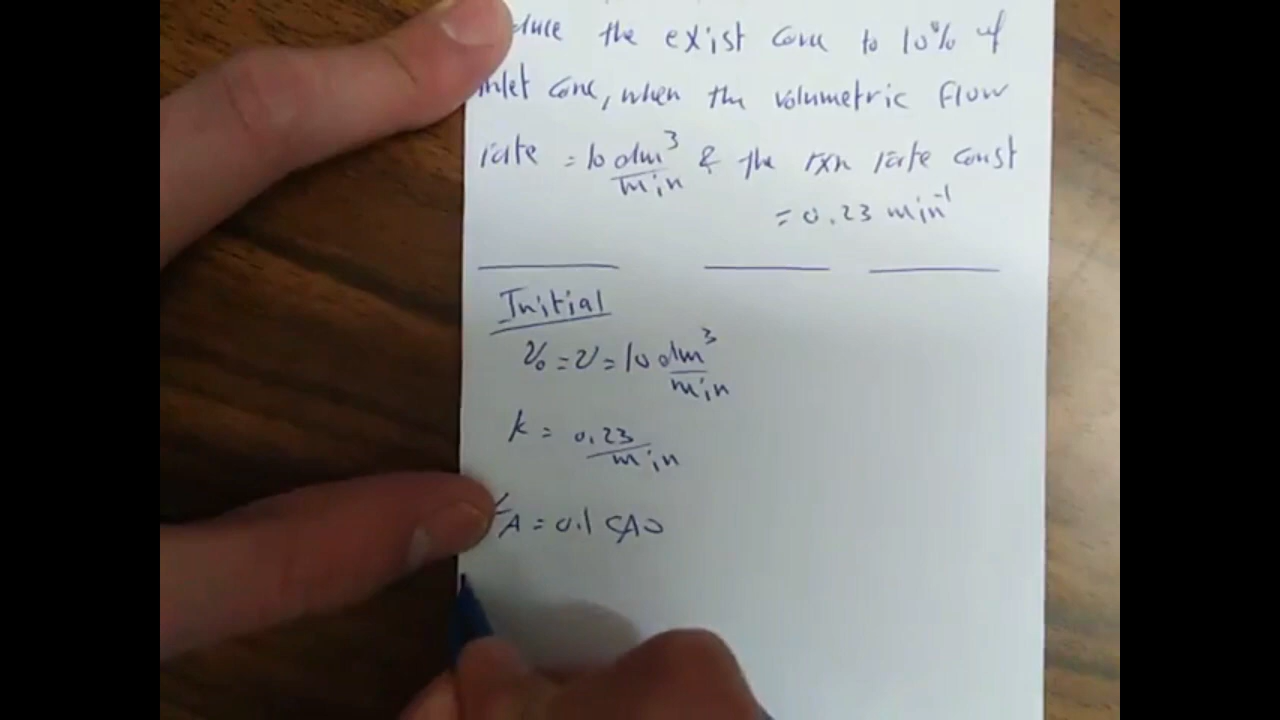 duce the exist conc to 10% of
inlet conc, when the volumetric flow
rate = 10 dm³/min & the rxn rate const
= 0.23 min⁻¹
Initial
v₀ = v = 10 dm³/min
k = 0.23/min
A = 0.1 CA0